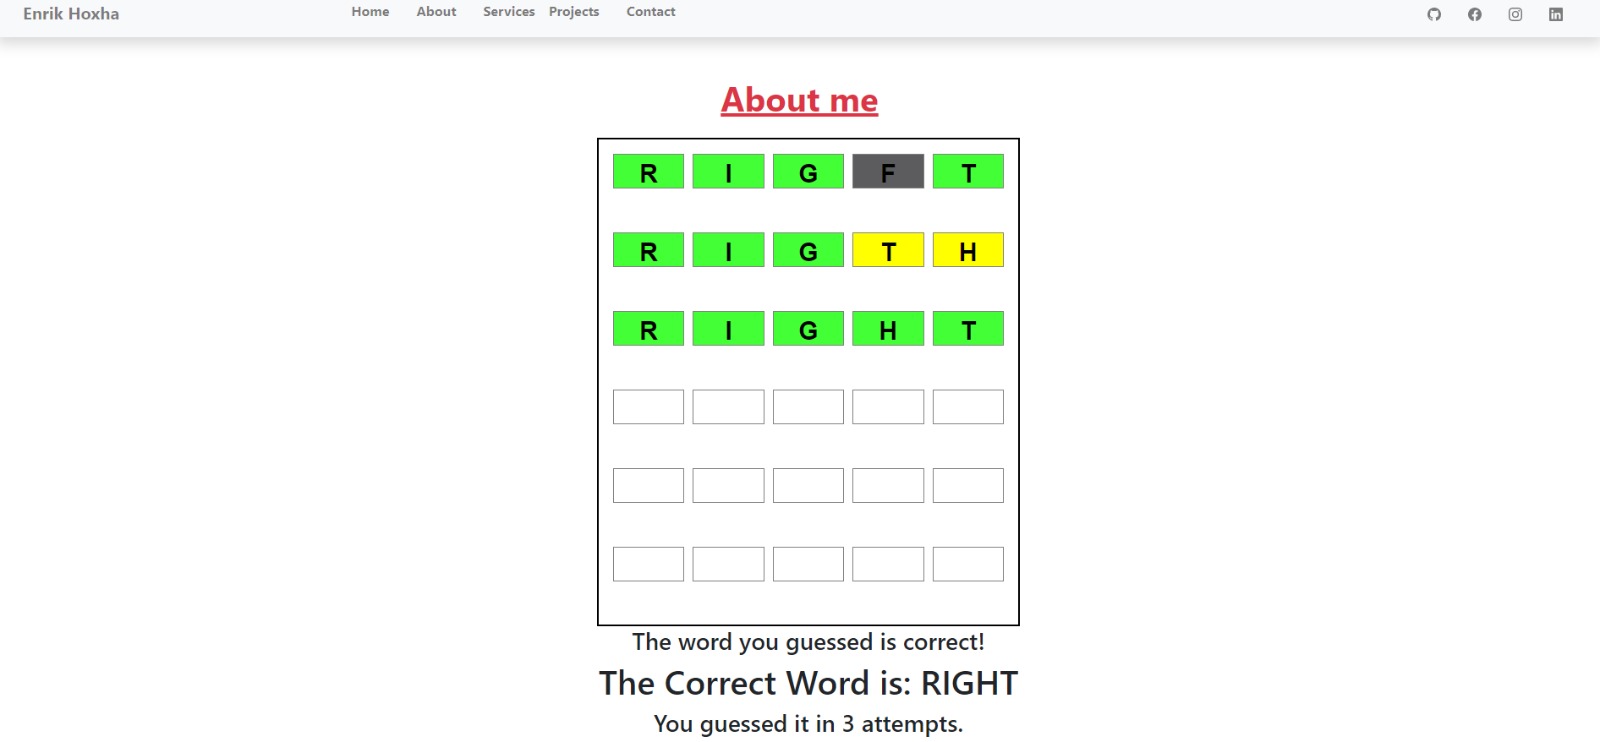 Enrik Hoxha Home About Services Projects Contact
About me
R I G F T
R I G T H
R I G H T
The word you guessed is correct!
The Correct Word is: RIGHT
You guessed it in 3 attempts.